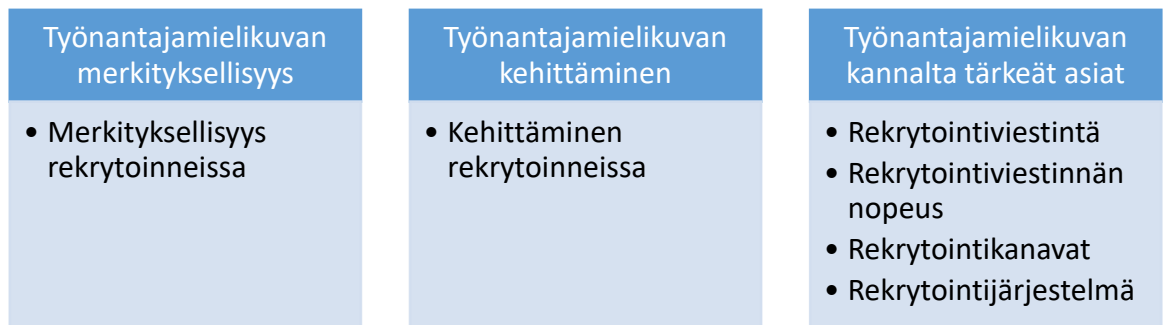 Työnantajamielikuvan
merkityksellisyys
• Merkityksellisyys
rekrytoinneissa
Työnantajamielikuvan
kehittäminen
• Kehittäminen
rekrytoinneissa
Työnantajamielikuvan
kannalta tärkeät asiat
• Rekrytointiviestintä
• Rekrytointiviestinnän
nopeus
• Rekrytointikanavat
• Rekrytointijärjestelmä